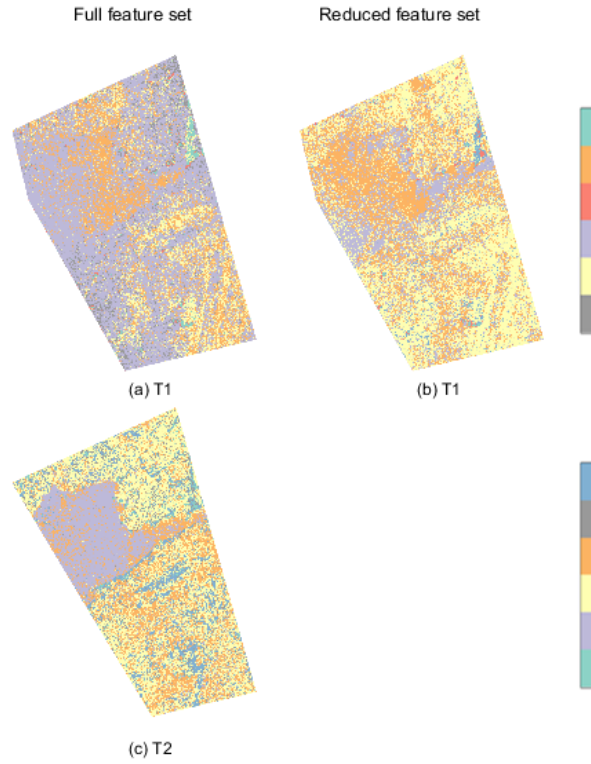 Full feature set
Reduced feature set
(a) T1
(b) T1
(c) T2